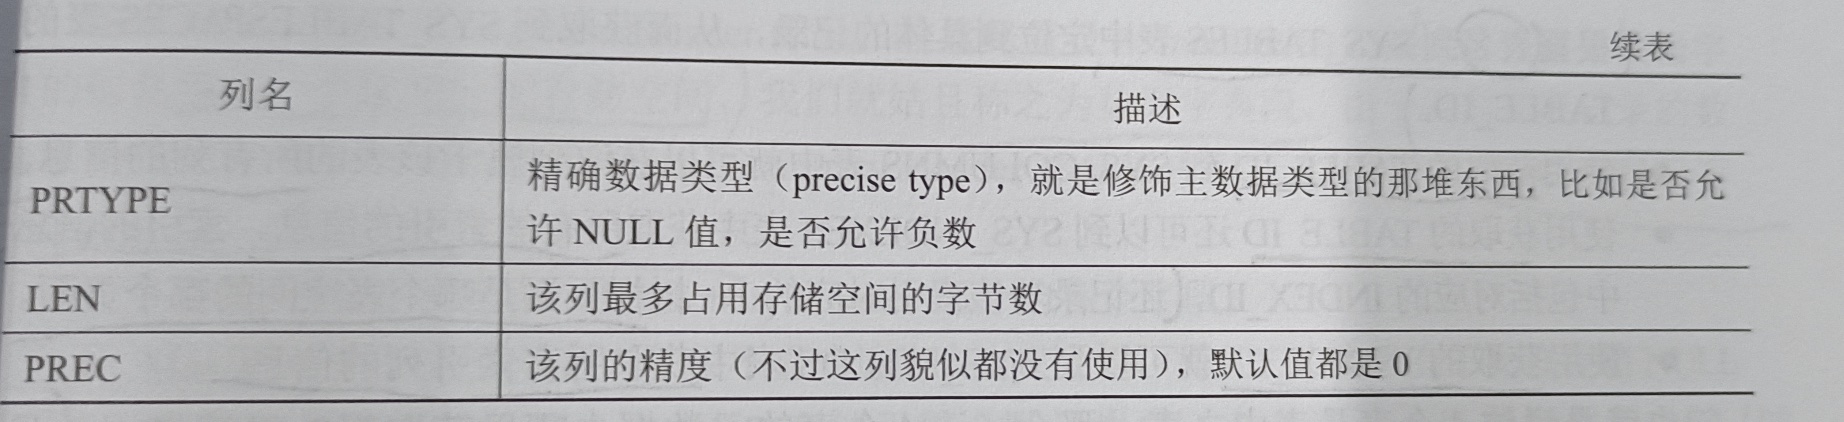 续表
列名 描述
PRTYPE 精确数据类型（precise type），就是修饰主数据类型的那堆东西，比如是否允
许 NULL 值，是否允许负数
LEN 该列最多占用存储空间的字节数
PREC 该列的精度（不过这列貌似都没有使用），默认值都是 0